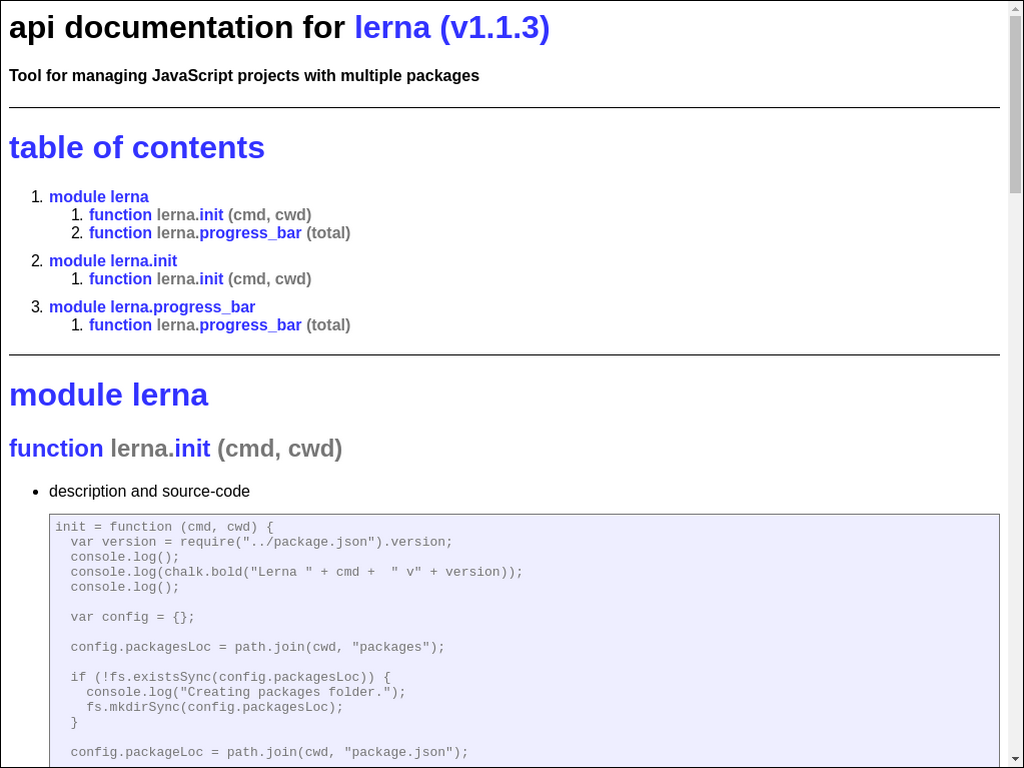 api documentation for lerna (v1.1.3)
Tool for managing JavaScript projects with multiple packages
table of contents
1. module lerna
1. function lerna.init (cmd, cwd)
2. function lerna.progress_bar (total)
2. module lerna.init
1. function lerna.init (cmd, cwd)
3. module lerna.progress_bar
1. function lerna.progress_bar (total)
module lerna
function lerna.init (cmd, cwd)
• description and source-code
init = function (cmd, cwd) {
  var version = require("../package.json").version;
  console.log();
  console.log(chalk.bold("Lerna " + cmd +  " v" + version));
  console.log();
  var config = {};
  config.packagesLoc = path.join(cwd, "packages");
  if (!fs.existsSync(config.packagesLoc)) {
    console.log("Creating packages folder.");
    fs.mkdirSync(config.packagesLoc);
  }
  config.packageLoc = path.join(cwd, "package.json");